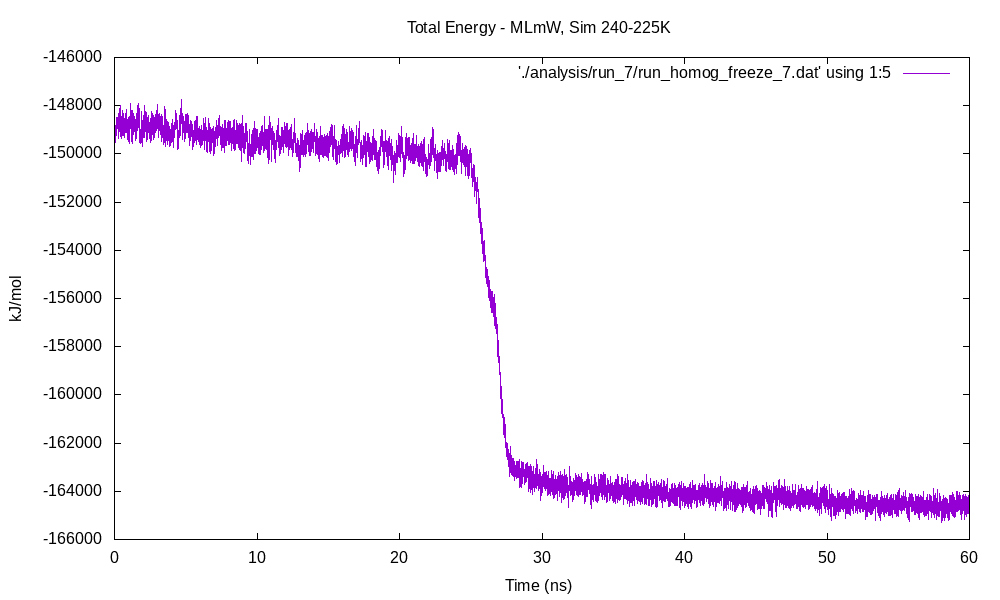 Total Energy - MLmW, Sim 240-225K
'./analysis/run_7/run_homog_freeze_7.dat' using 1:5
-146000
-148000
-150000
-152000
-154000
-156000
-158000
-160000
-162000
-164000
-166000
kJ/mol
0 10 20 30 40 50 60
Time (ns)